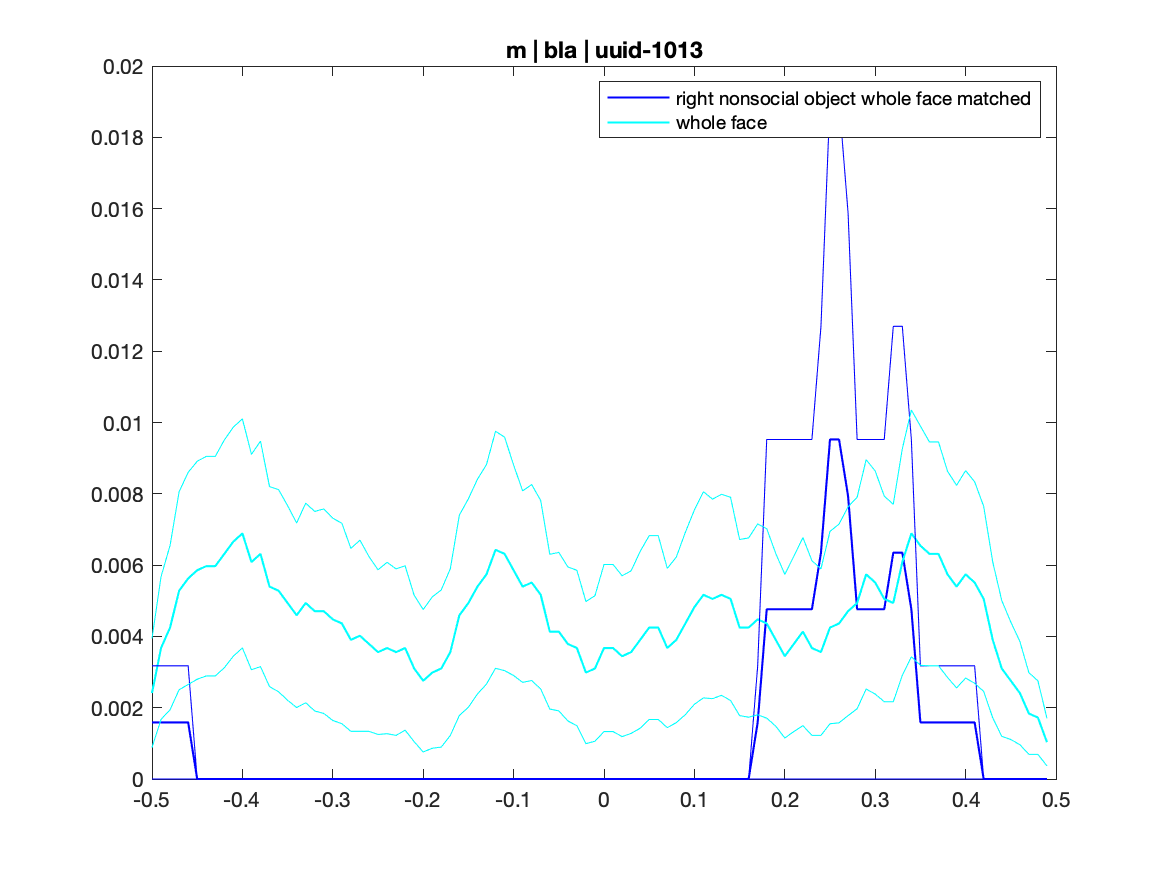 m | bla | uuid-1013
right nonsocial object whole face matched
whole face
0.02
0.018
0.016
0.014
0.012
0.01
0.008
0.006
0.004
0.002
0
-0.5 -0.4 -0.3 -0.2 -0.1 0 0.1 0.2 0.3 0.4 0.5